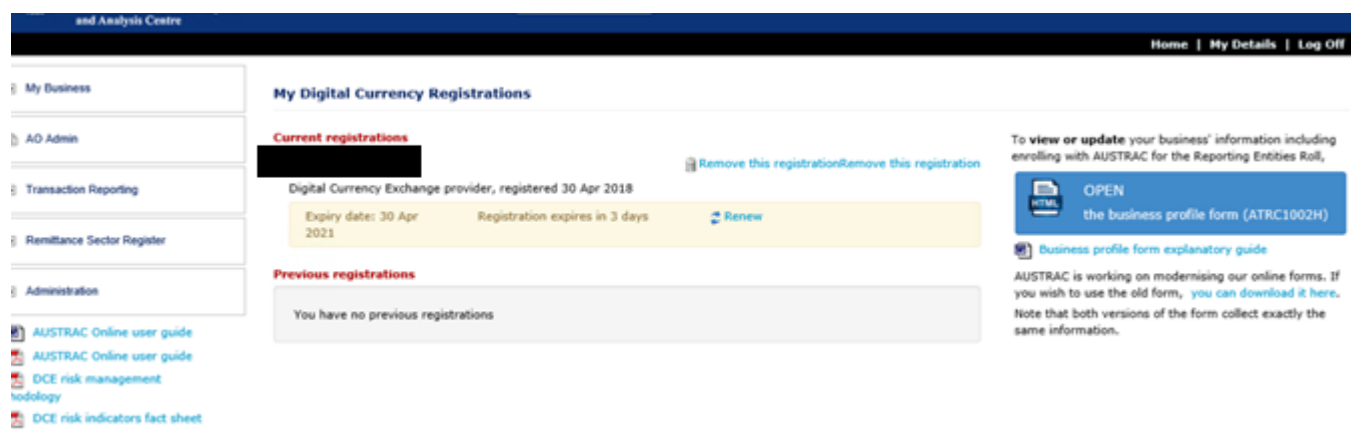 and Analysis Centre
Home | My Details | Log Off
My Business
AO Admin
Transaction Reporting
Remittance Sector Register
Administration
AUSTRAC Online user guide
AUSTRAC Online user guide
DCE risk management
hodology
DCE risk indicators fact sheet
My Digital Currency Registrations
Current registrations
Remove this registrationRemove this registration
Digital Currency Exchange provider, registered 30 Apr 2018
Expiry date: 30 Apr
2021
Registration expires in 3 days
Renew
Previous registrations
You have no previous registrations
To view or update your business' information including
enrolling with AUSTRAC for the Reporting Entities Roll,
HTML
OPEN
the business profile form (ATRC1002H)
Business profile form explanatory guide
AUSTRAC is working on modernising our online forms. If
you wish to use the old form, you can download it here.
Note that both versions of the form collect exactly the
same information.